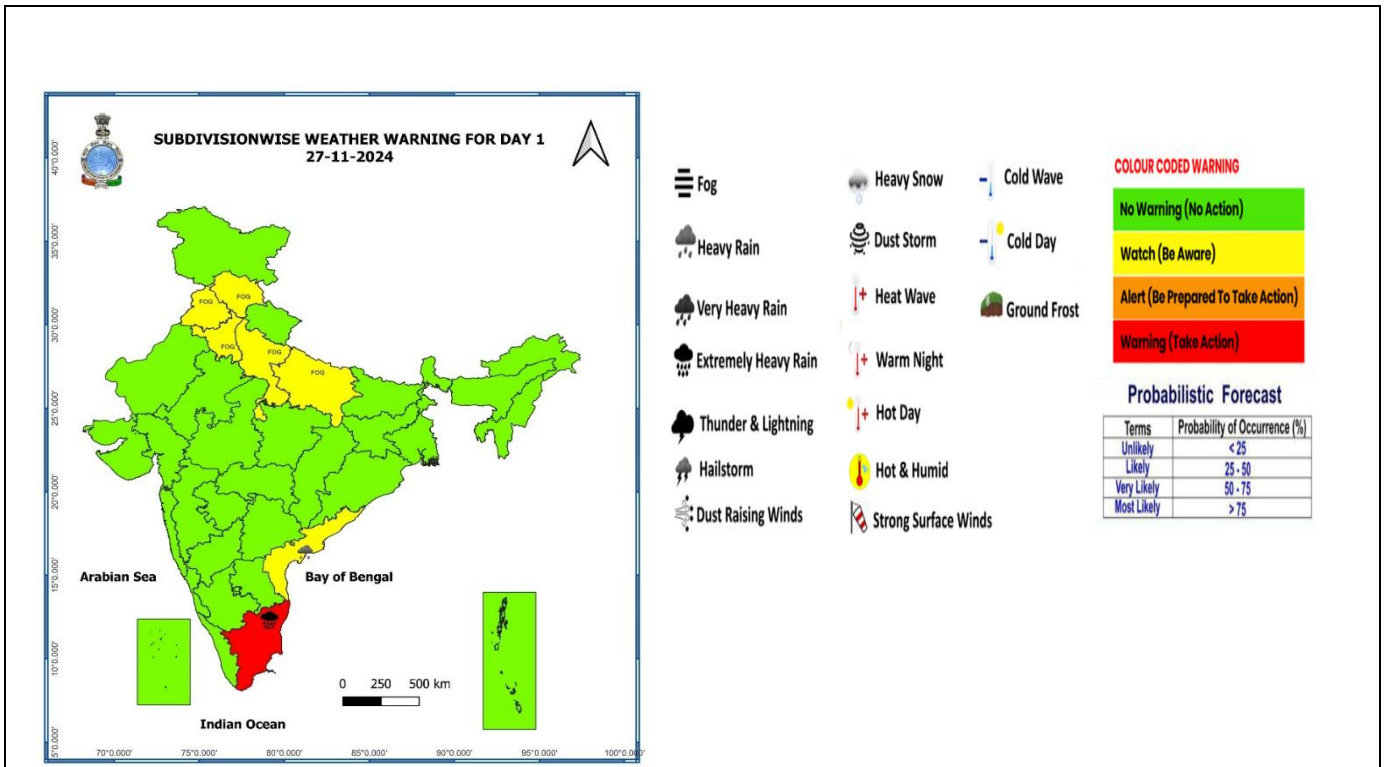 SUBDIVISIONWISE WEATHER WARNING FOR DAY 1
27-11-2024
40°0.000'
35°0.000'
30°0.000'
25°0.000'
20°0.000'
15°0.000'
10°0.000'
5°0.000'
FOG
FOG
FOG
FOG
FOG
Arabian Sea
Bay of Bengal
Indian Ocean
0 250 500 km
70°0.000' 75°0.000' 80°0.000' 85°0.000' 90°0.000' 95°0.000' 100°0.000'
Fog
Heavy Rain
Very Heavy Rain
Extremely Heavy Rain
Thunder & Lightning
Hailstorm
Dust Raising Winds
Heavy Snow
Dust Storm
Heat Wave
Warm Night
Hot Day
Hot & Humid
Strong Surface Winds
Cold Wave
Cold Day
Ground Frost
COLOUR CODED WARNING
No Warning (No Action)
Watch (Be Aware)
Alert (Be Prepared To Take Action)
Warning (Take Action)
Probabilistic Forecast
Terms Probability of Occurrence (%)
Unlikely < 25
Likely 25 - 50
Very Likely 50 - 75
Most Likely > 75